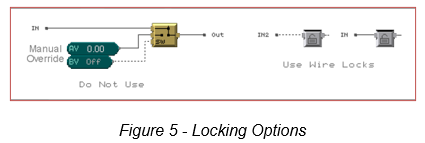 IN
Manual
Override
AV 0.00
BV Off
SW
Out
Do Not Use
IN2
IN
Use Wire Locks
Figure 5 - Locking Options